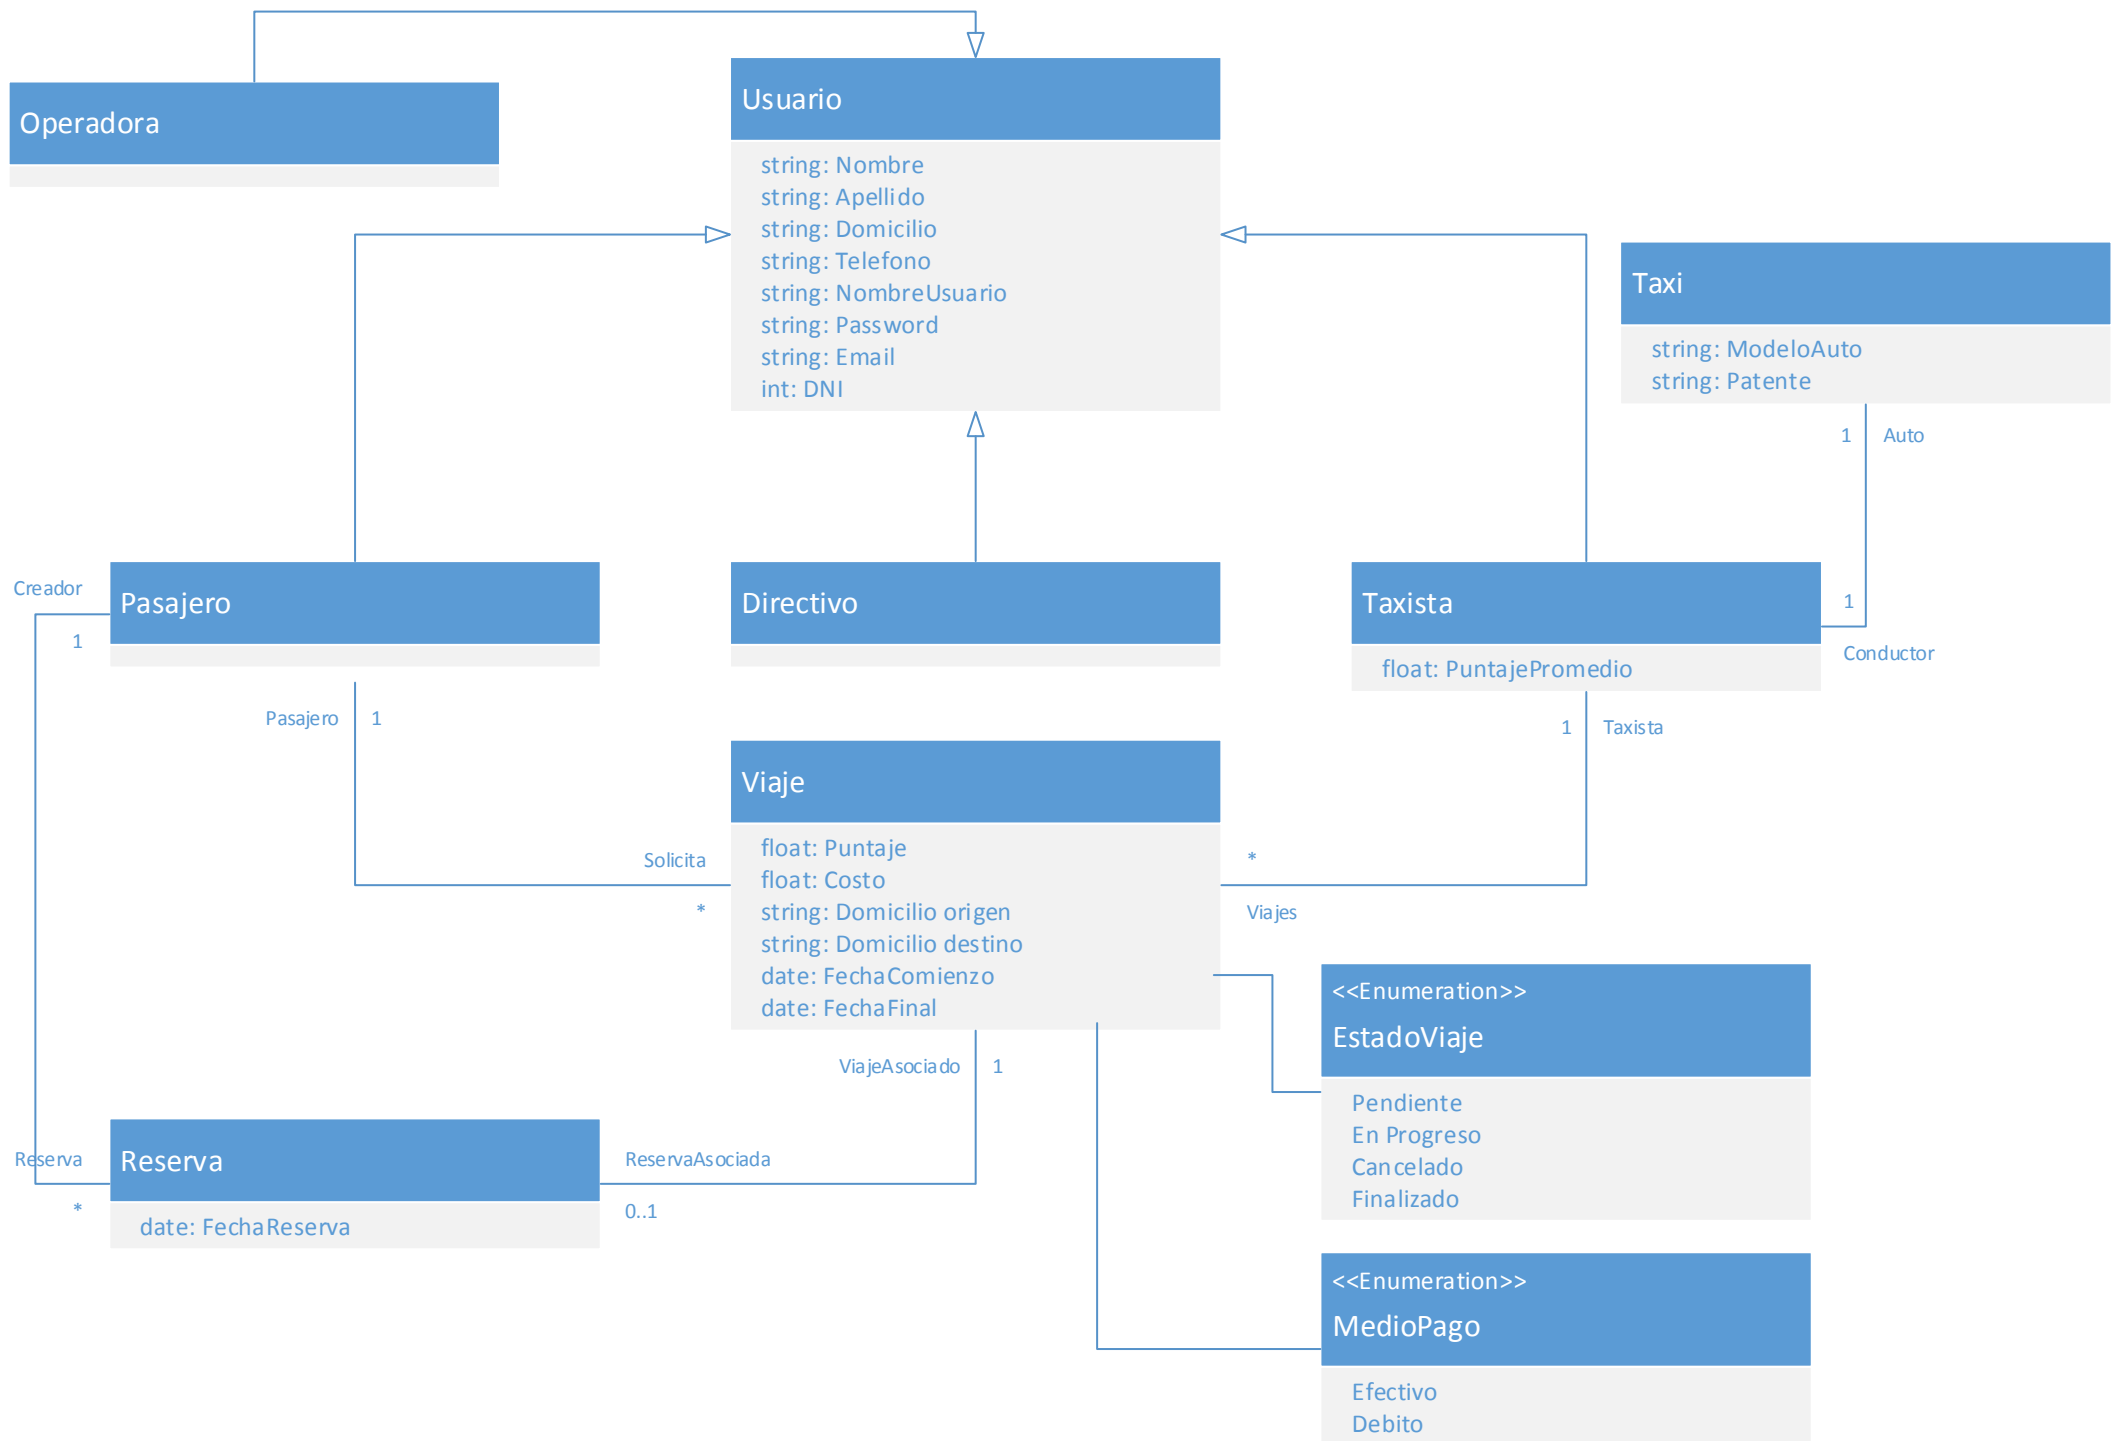 Operadora
Usuario
string: Nombre
string: Apellido
string: Domicilio
string: Telefono
string: NombreUsuario
string: Password
string: Email
int: DNI
Taxi
string: ModeloAuto
string: Patente
1 Auto
Creador
1
Pasajero
Directivo
Taxista
float: PuntajePromedio
1
Conductor
Pasajero 1
1 Taxista
Viaje
float: Puntaje
float: Costo
string: Domicilio origen
string: Domicilio destino
date: FechaComienzo
date: FechaFinal
Solicita
*
*
Viajes
<<Enumeration>>
EstadoViaje
Pendiente
En Progreso
Cancelado
Finalizado
ViajeAsociado 1
Reserva
*
Reserva
date: FechaReserva
ReservaAsociada
0..1
<<Enumeration>>
MedioPago
Efectivo
Debito